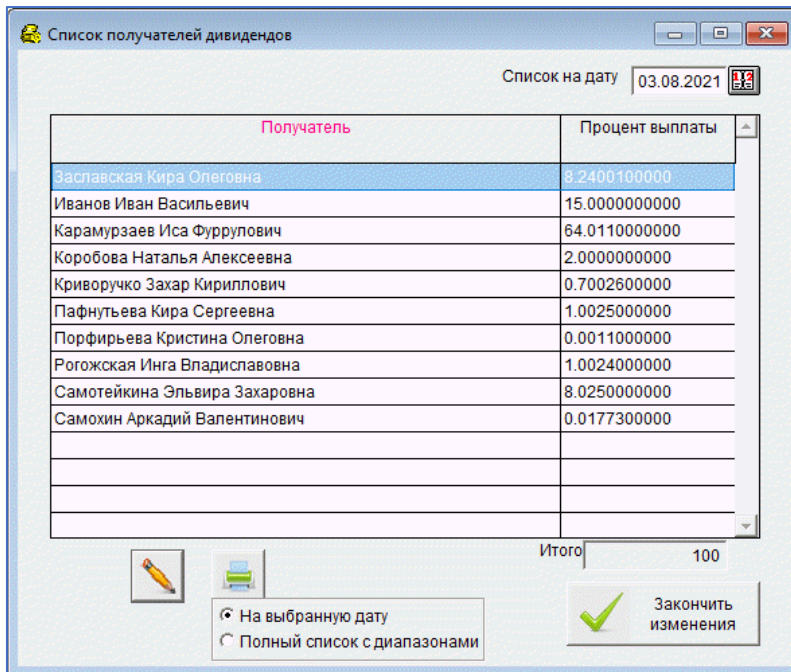 Список получателей дивидендов
Список на дату 03.08.2021
Получатель Процент выплаты
Заславская Кира Олеговна 8.2400100000
Иванов Иван Васильевич 15.0000000000
Карамурзаев Иса Фуррулович 64.0110000000
Коробова Наталья Алексеевна 2.0000000000
Криворучко Захар Кириллович 0.7002600000
Пафнутьева Кира Сергеевна 1.0025000000
Порфирьева Кристина Олеговна 0.0011000000
Рогожская Инга Владиславовна 1.0024000000
Самотейкина Эльвира Захаровна 8.0250000000
Самохин Аркадий Валентинович 0.0177300000
Итого 100
На выбранную дату
Полный список с диапазонами
Закончить
изменения